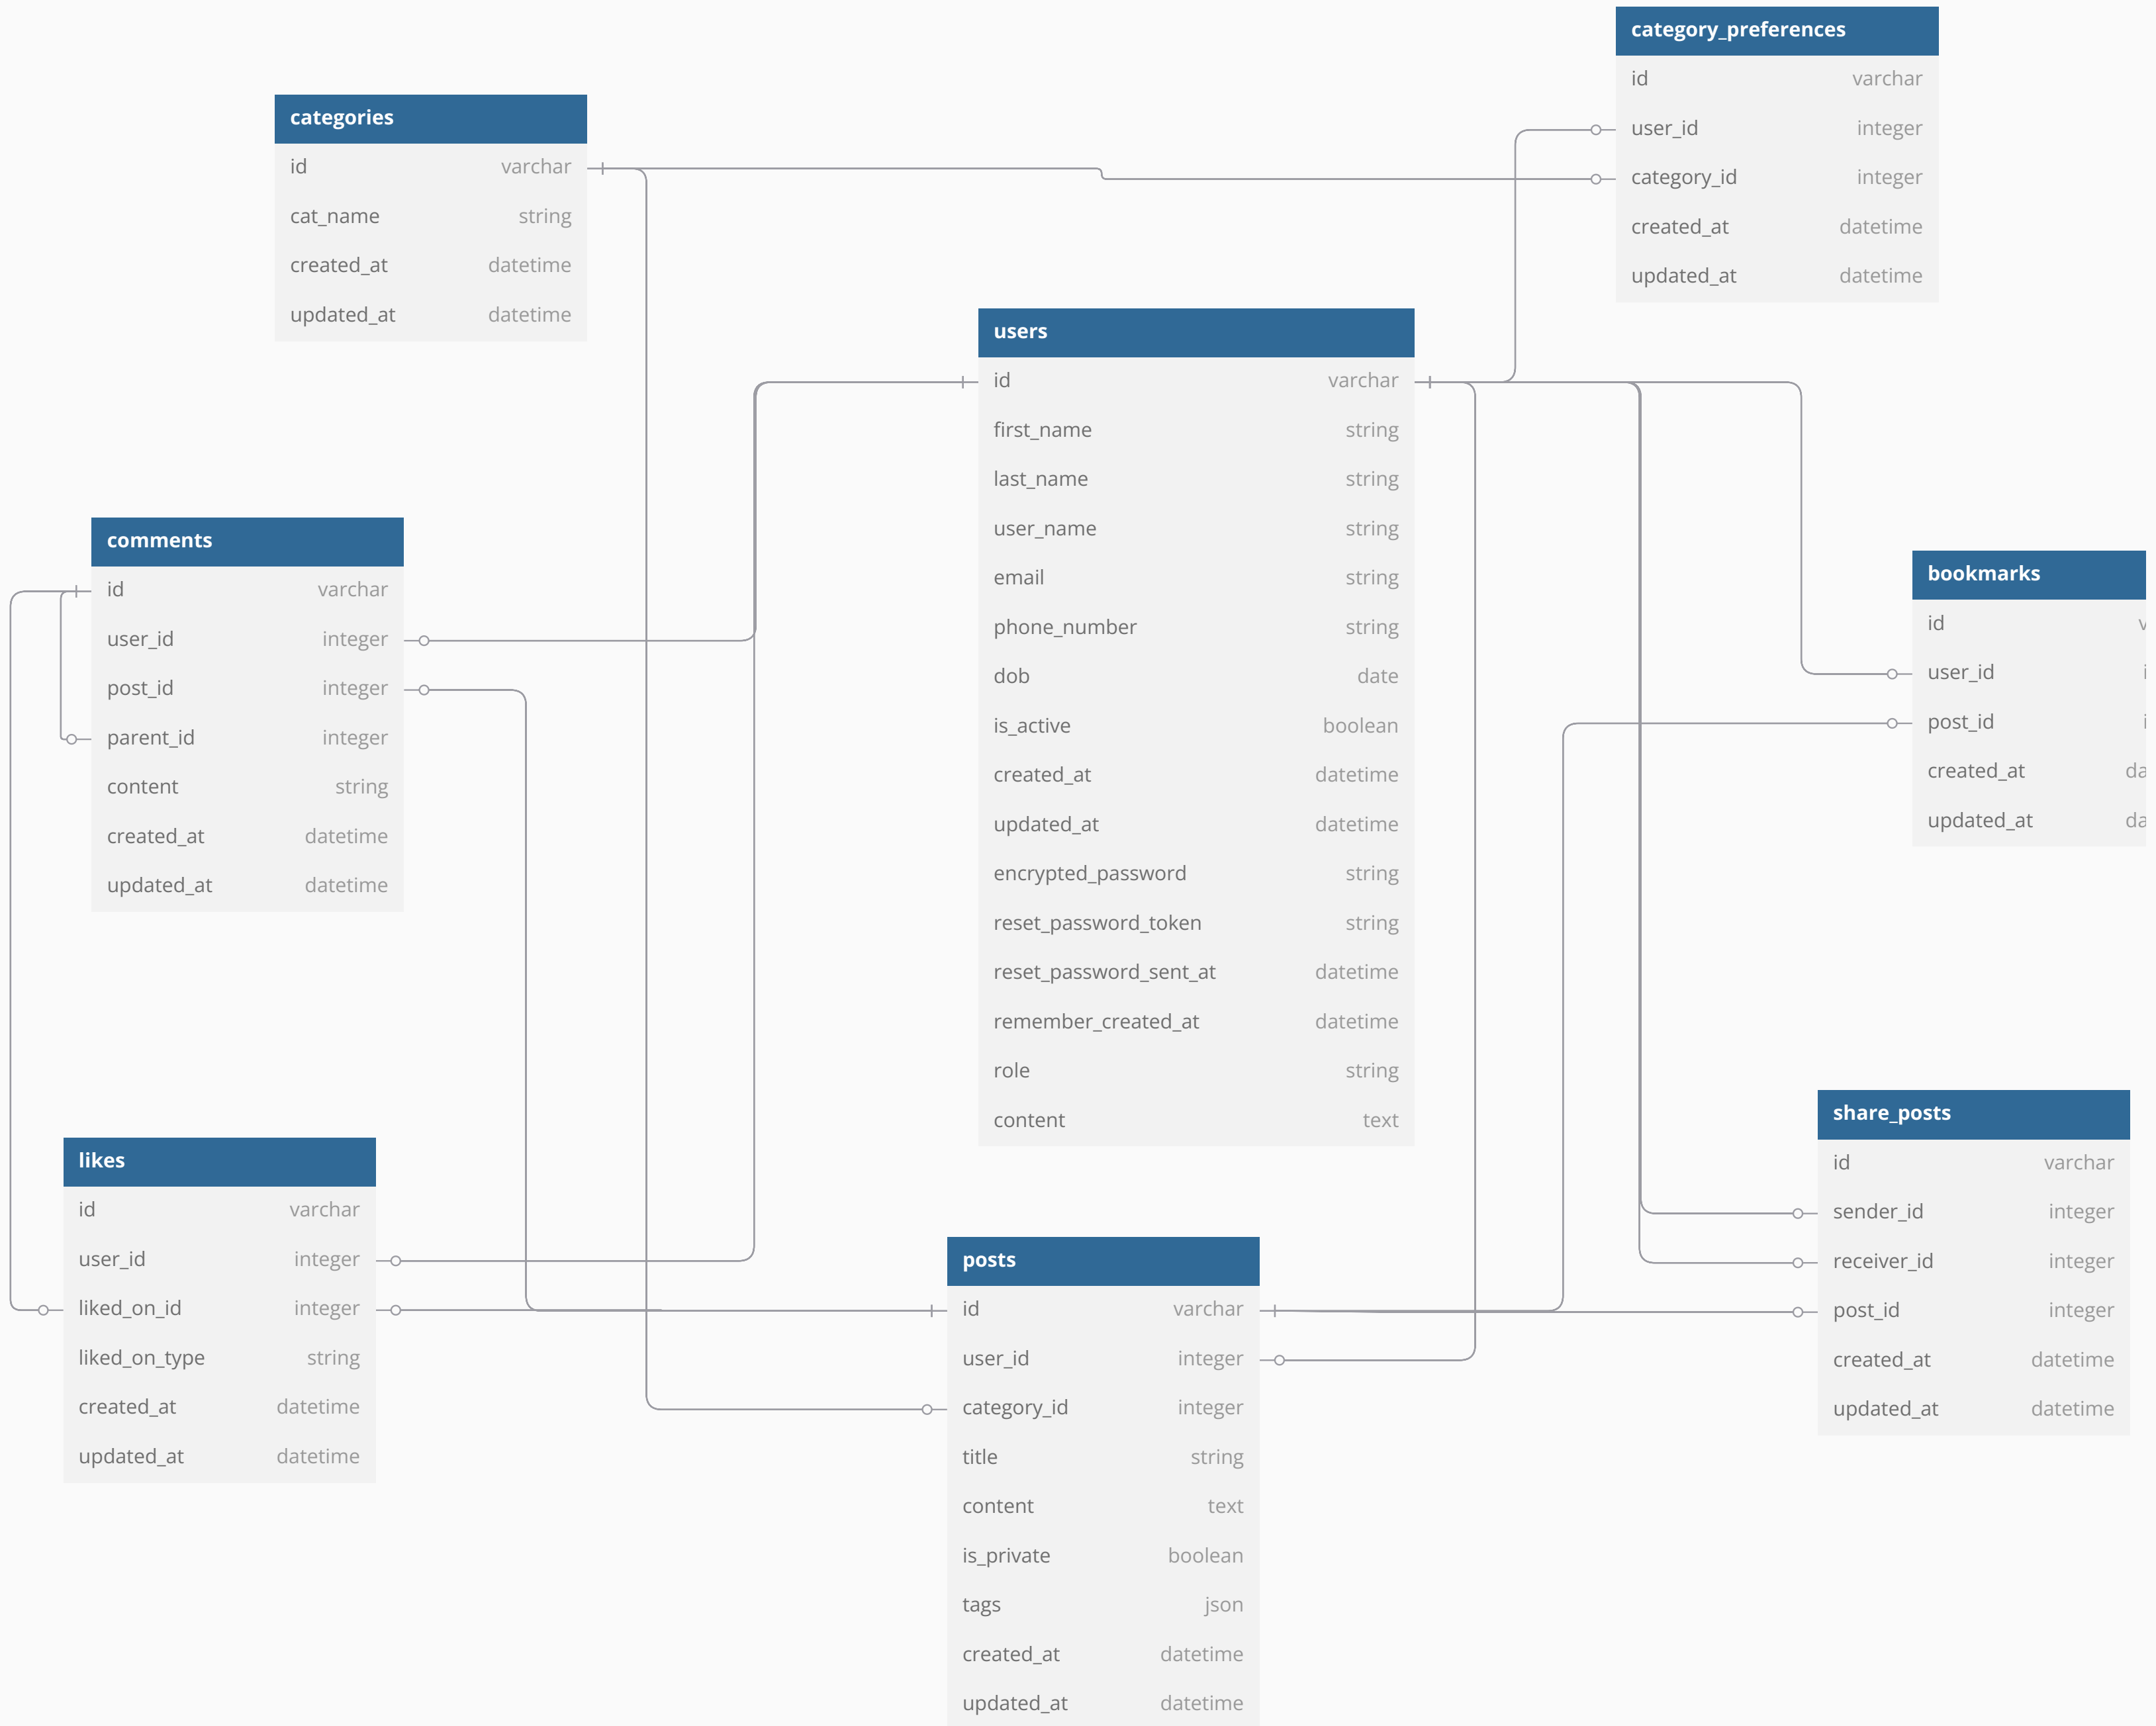 category_preferences
id varchar
user_id integer
category_id integer
created_at datetime
updated_at datetime
categories
id varchar
cat_name string
created_at datetime
updated_at datetime
users
id varchar
first_name string
last_name string
user_name string
email string
phone_number string
dob date
is_active boolean
created_at datetime
updated_at datetime
encrypted_password string
reset_password_token string
reset_password_sent_at datetime
remember_created_at datetime
role string
content text
comments
id varchar
user_id integer
post_id integer
parent_id integer
content string
created_at datetime
updated_at datetime
bookmarks
id v
user_id i
post_id i
created_at da
updated_at da
share_posts
id varchar
sender_id integer
receiver_id integer
post_id integer
created_at datetime
updated_at datetime
likes
id varchar
user_id integer
liked_on_id integer
liked_on_type string
created_at datetime
updated_at datetime
posts
id varchar
user_id integer
category_id integer
title string
content text
is_private boolean
tags json
created_at datetime
updated_at datetime